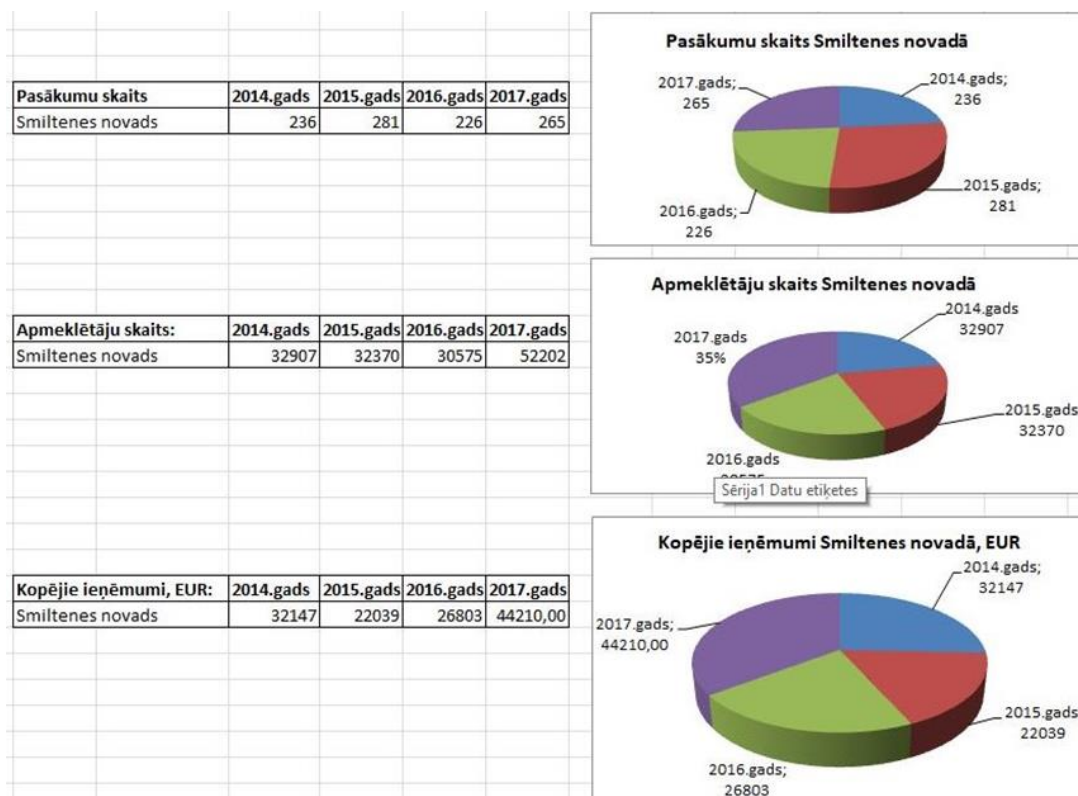 Pasākumu skaits 2014.gads 2015.gads 2016.gads 2017.gads
Smiltenes novads 236 281 226 265
Pasākumu skaits Smiltenes novadā
2017.gads;
265
2014.gads;
236
2016.gads;
226
2015.gads;
281
Apmeklētāju skaits: 2014.gads 2015.gads 2016.gads 2017.gads
Smiltenes novads 32907 32370 30575 52202
Apmeklētāju skaits Smiltenes novadā
2017.gads
35%
2014.gads
32907
2015.gads
32370
2016.gads
Sērija1 Datu etiķetes
Kopējie ieņēmumi, EUR: 2014.gads 2015.gads 2016.gads 2017.gads
Smiltenes novads 32147 22039 26803 44210,00
Kopējie ieņēmumi Smiltenes novadā, EUR
2014.gads;
32147
2017.gads;
44210,00
2015.gads
22039
2016.gads;
26803